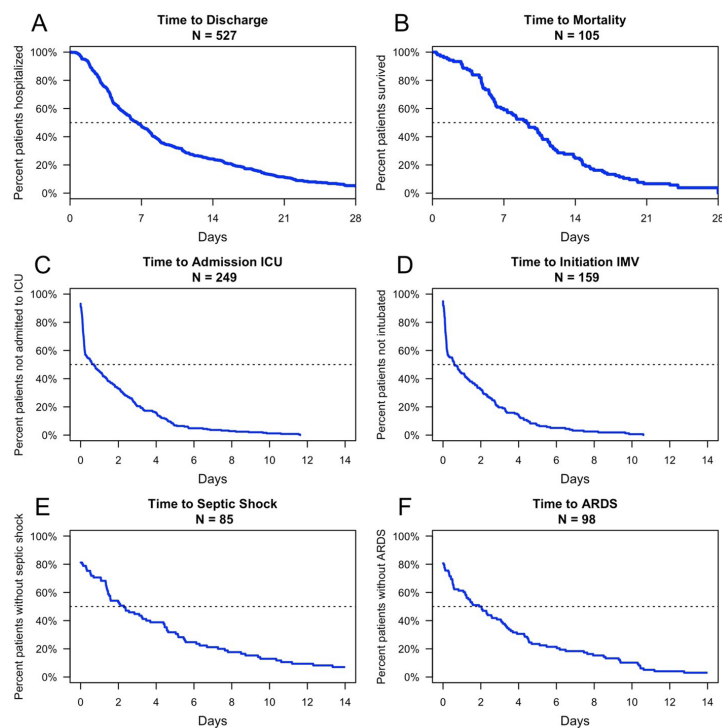 A
Time to Discharge
N = 527
Percent patients hospitalized
100%
80%
60%
40%
20%
0%
0 7 14 21 28
Days
B
Time to Mortality
N = 105
Percent patients survived
100%
80%
60%
40%
20%
0%
0 7 14 21 28
Days
C
Time to Admission ICU
N = 249
Percent patients not admitted to ICU
100%
80%
60%
40%
20%
0%
0 2 4 6 8 10 12 14
Days
D
Time to Initiation IMV
N = 159
Percent patients not intubated
100%
80%
60%
40%
20%
0%
0 2 4 6 8 10 12 14
Days
E
Time to Septic Shock
N = 85
Percent patients without septic shock
100%
80%
60%
40%
20%
0%
0 2 4 6 8 10 12 14
Days
F
Time to ARDS
N = 98
Percent patients without ARDS
100%
80%
60%
40%
20%
0%
0 2 4 6 8 10 12 14
Days